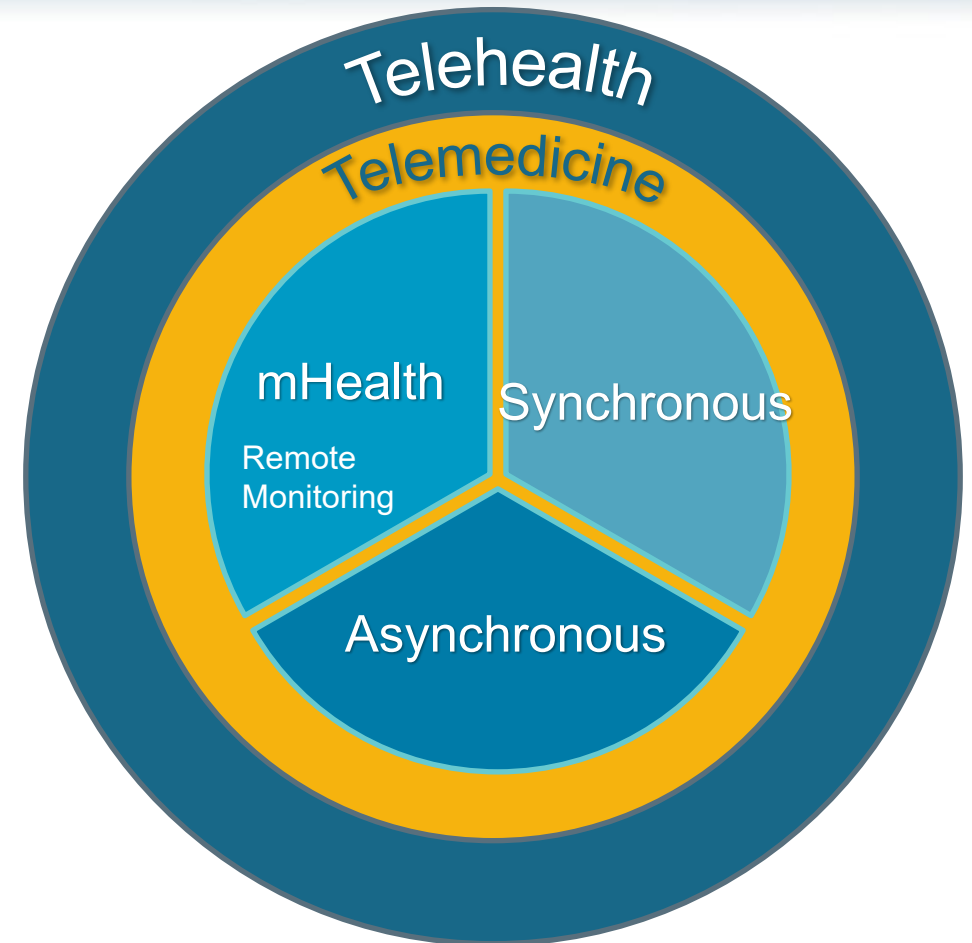 Telehealth
Telemedicine
mHealth
Remote
Monitoring
Synchronous
Asynchronous